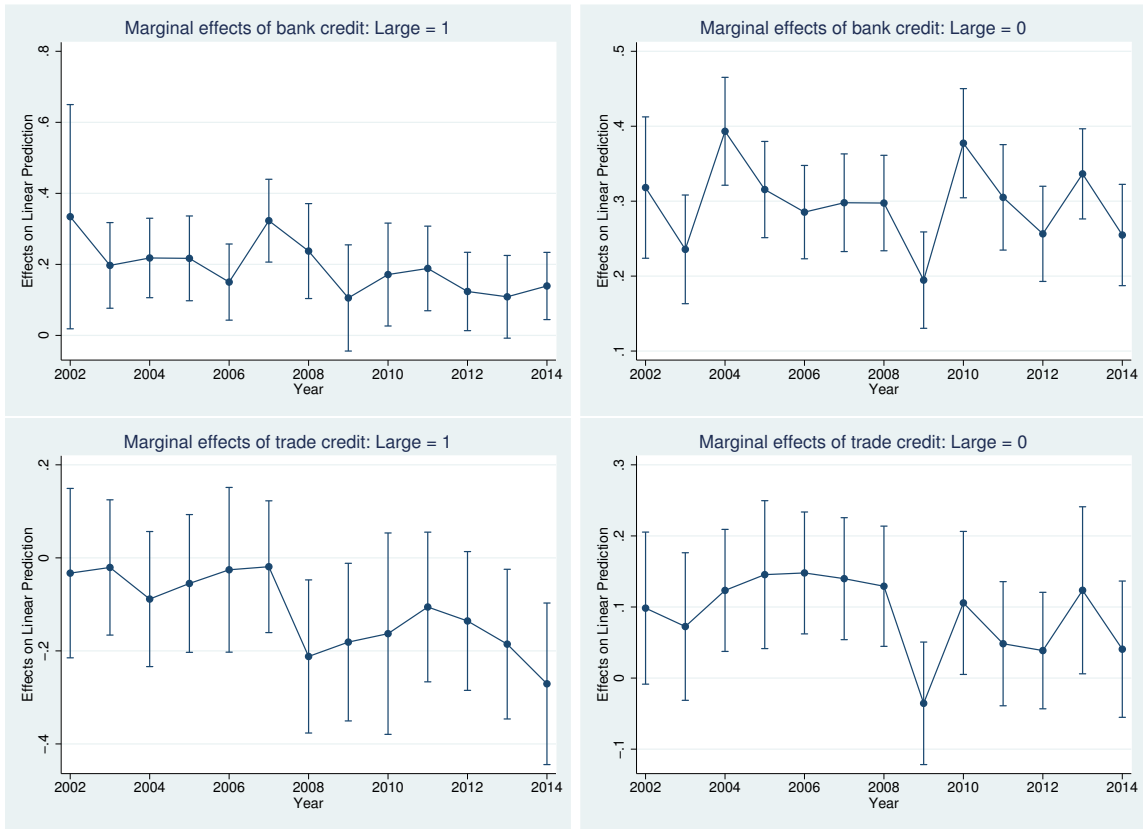 Marginal effects of bank credit: Large = 1
Effects on Linear Prediction
.8
.6
.4
.2
0
2002 2004 2006 2008 2010 2012 2014
Year
Marginal effects of bank credit: Large = 0
Effects on Linear Prediction
.5
.4
.3
.2
.1
2002 2004 2006 2008 2010 2012 2014
Year
Marginal effects of trade credit: Large = 1
Effects on Linear Prediction
.2
0
−.2
−.4
2002 2004 2006 2008 2010 2012 2014
Year
Marginal effects of trade credit: Large = 0
Effects on Linear Prediction
.3
.2
.1
0
−.1
2002 2004 2006 2008 2010 2012 2014
Year